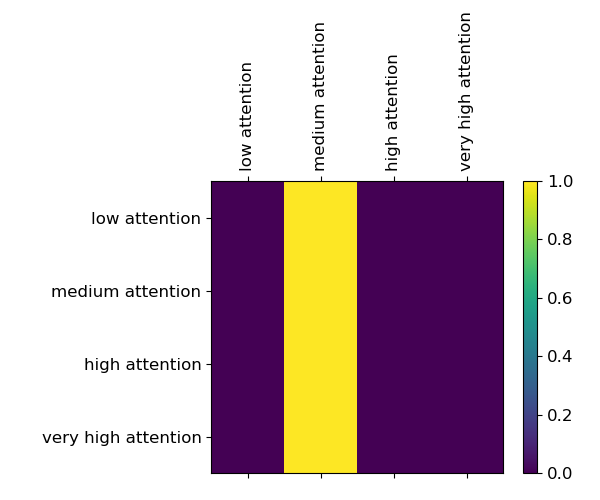 low attention
medium attention
high attention
very high attention
low attention
medium attention
high attention
very high attention
1.0
0.8
0.6
0.4
0.2
0.0